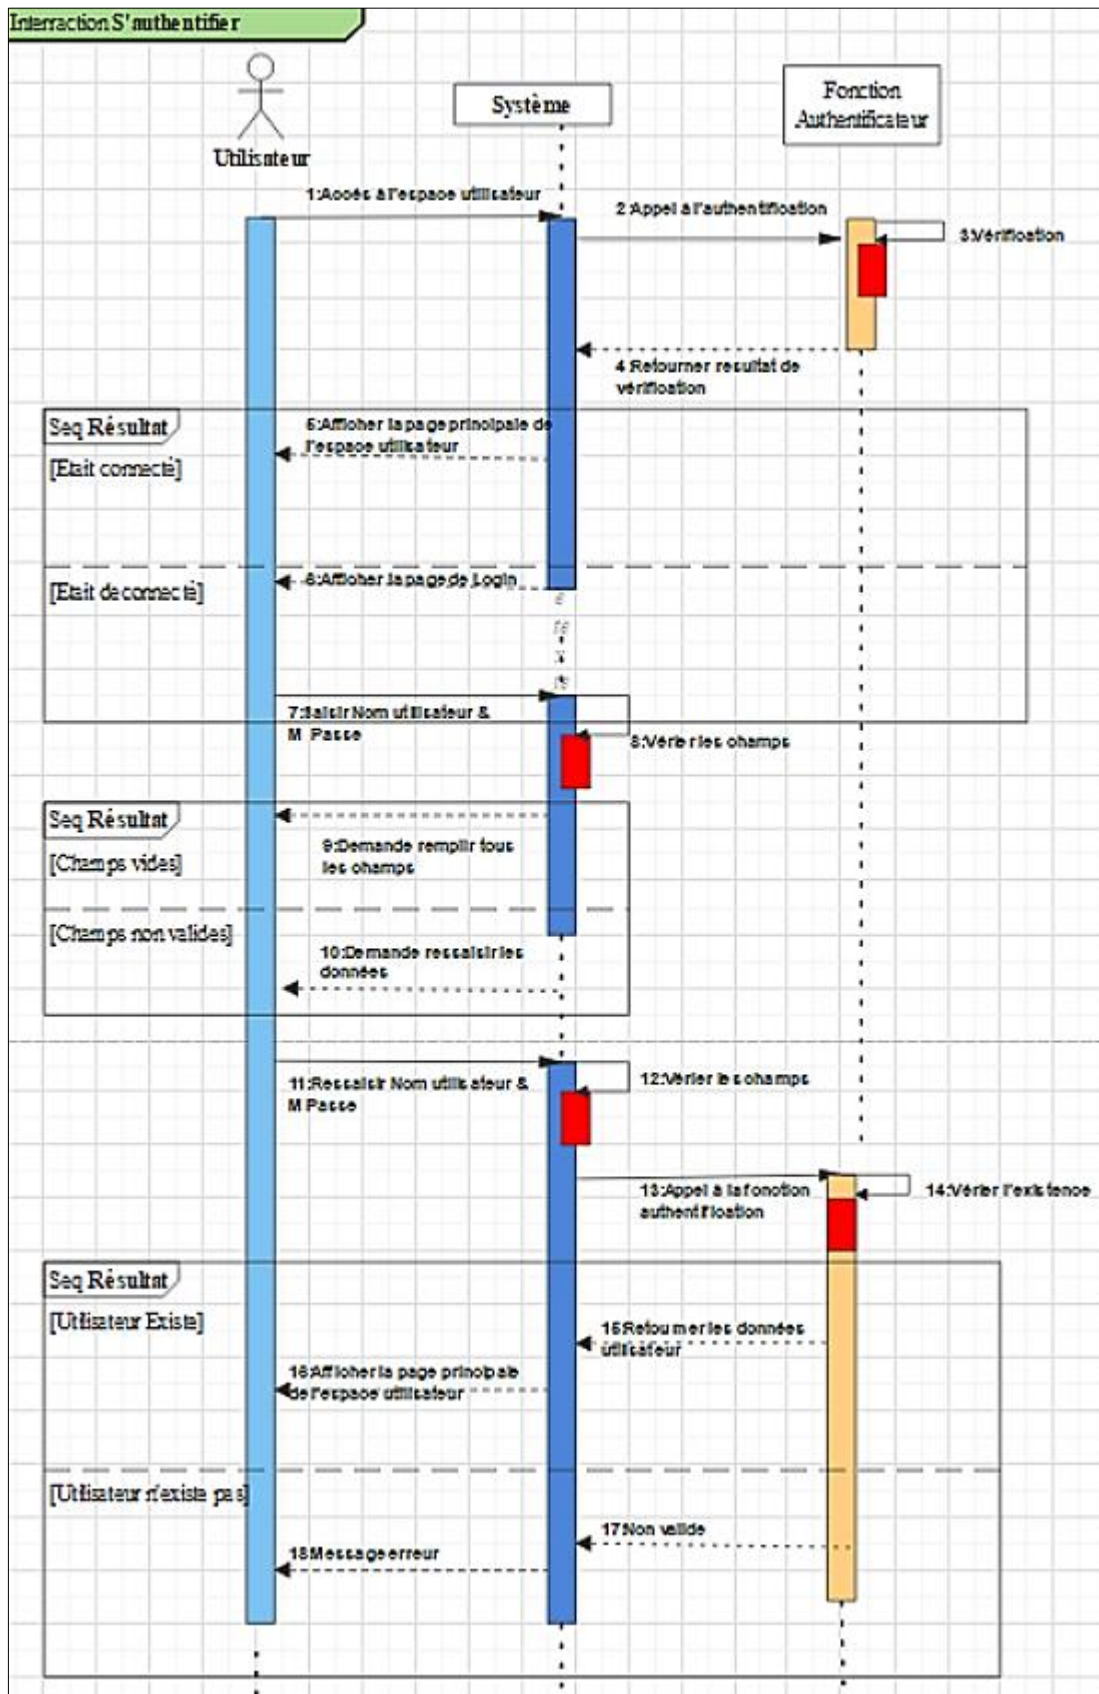 Interraction S'authentifier
Utilisateur
Système
Fonction
Authentificateur
1:Accès à l'espace utilisateur
2:Appel à l'authentification
3:Vérification
4:Retourner resultat de
vérification
Seq Résultat
5:Afficher la page principale de
l'espace utilisateur
[Etait connecté]
6:Afficher la page de Login
[Etait deconnecté]
7:Saisir Nom utilisateur &
M Passe
8:Vérier les champs
Seq Résultat
9:Demande remplir tous
les champs
[Champs vides]
[Champs non valides]
10:Demande ressaisir les
données
11:Ressaisir Nom utilisateur &
M Passe
12:Vérier les champs
13:Appel à la fonction
authentification
14:Vérier l'existence
Seq Résultat
[Utilisateur Existe]
15:Retourner les données
utilisateur
16:Afficher la page principale
de l'espace utilisateur
[Utilisateur n'existe pas]
17:Non valide
18:Message erreur